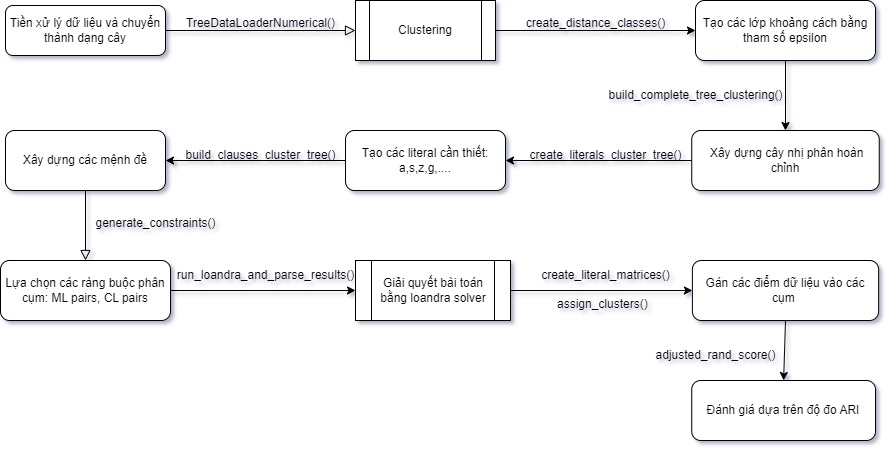 Tiền xử lý dữ liệu và chuyển
thành dạng cây
TreeDataLoaderNumerical()
Clustering
create_distance_classes()
Tạo các lớp khoảng cách bằng
tham số epsilon
build_complete_tree_clustering()
Xây dựng cây nhị phân hoàn
chỉnh
create_literals_cluster_tree()
Tạo các literal cần thiết:
a,s,z,g,....
build_clauses_cluster_tree()
Xây dựng các mệnh đề
generate_constraints()
Lựa chọn các ràng buộc phân
cụm: ML pairs, CL pairs
run_loandra_and_parse_results()
Giải quyết bài toán
bằng loandra solver
create_literal_matrices()
assign_clusters()
Gán các điểm dữ liệu vào các
cụm
adjusted_rand_score()
Đánh giá dựa trên độ đo ARI